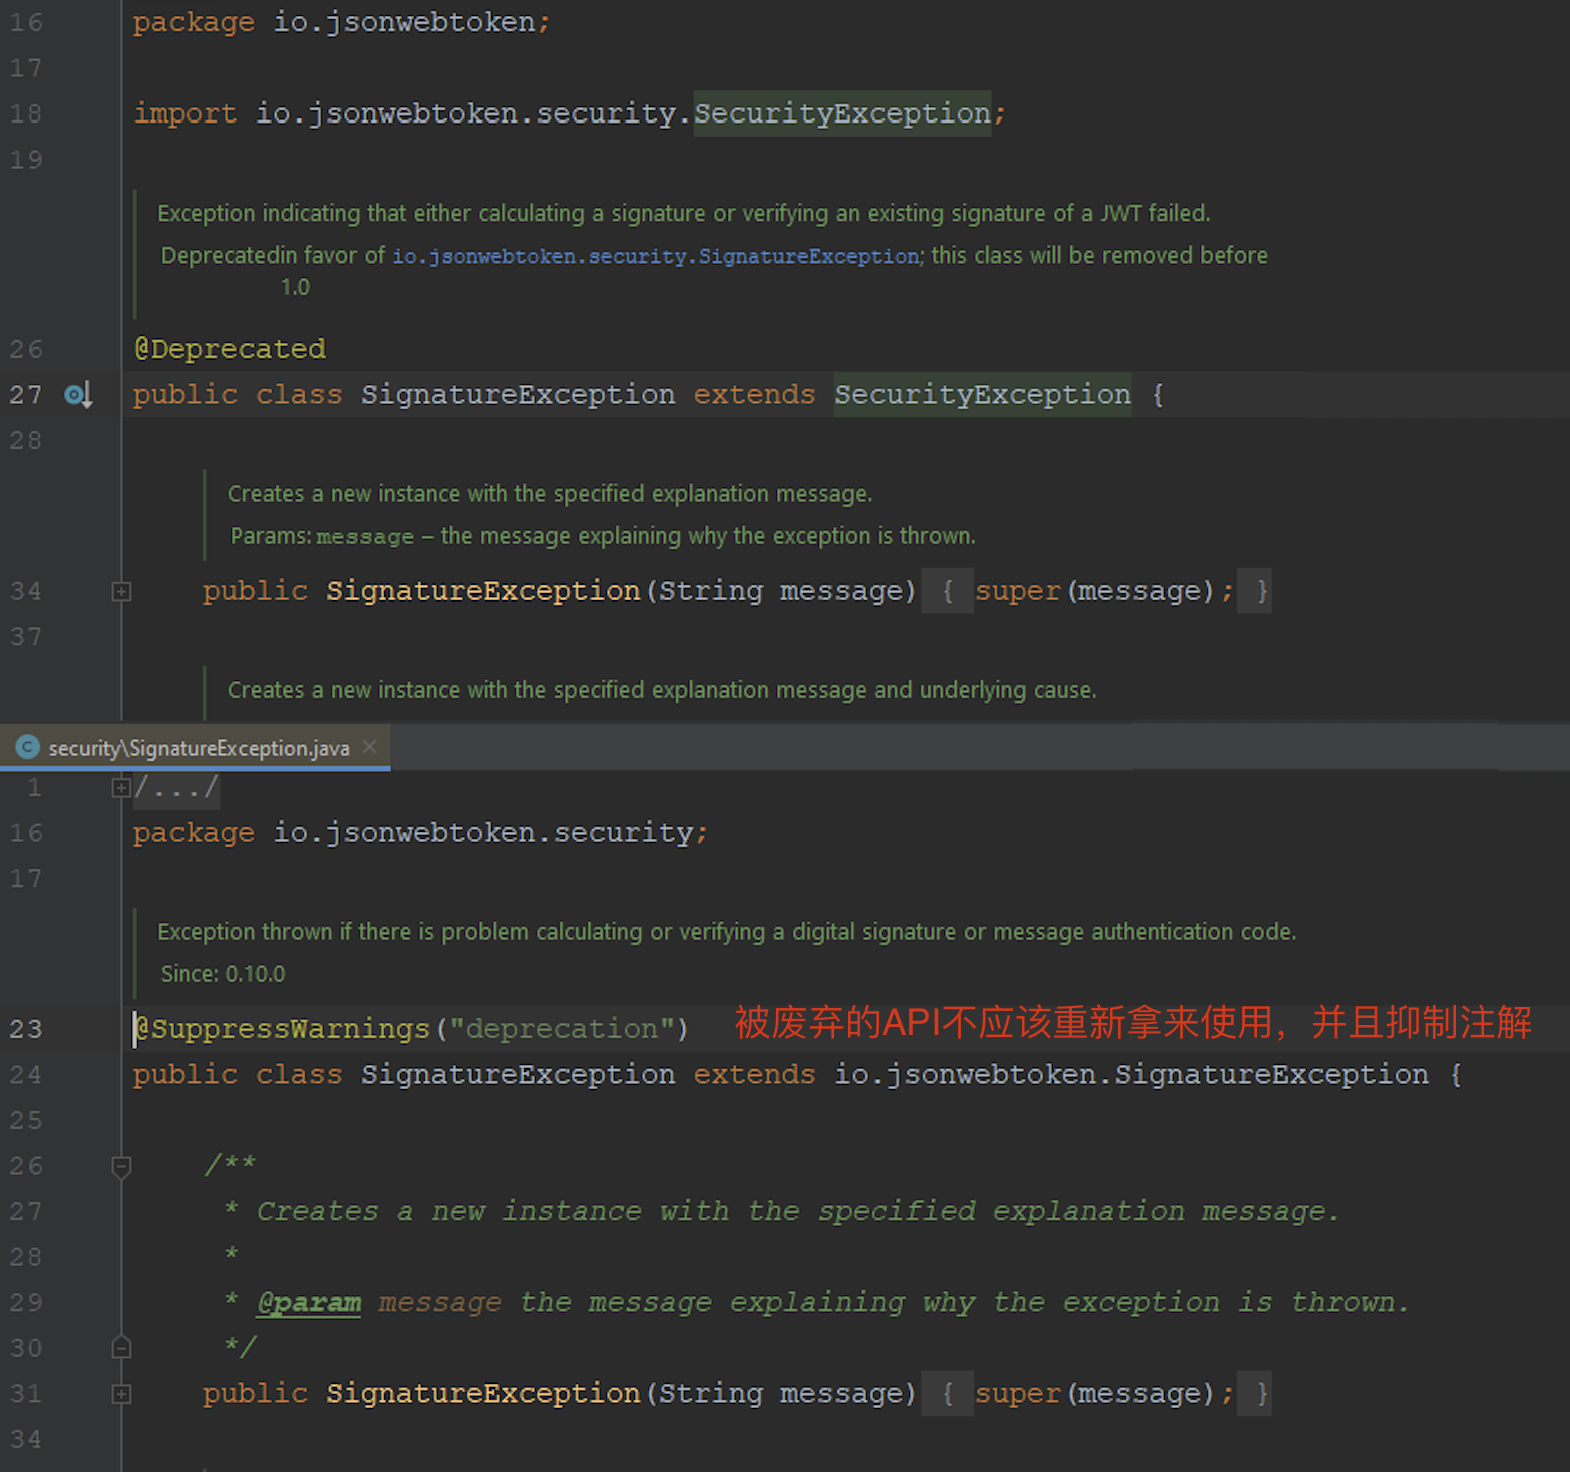 16 package io.jsonwebtoken;
17
18 import io.jsonwebtoken.security.SecurityException;
19
Exception indicating that either calculating a signature or verifying an existing signature of a JWT failed.
Deprecatedin favor of io.jsonwebtoken.security.SignatureException; this class will be removed before
1.0
26 @Deprecated
27 public class SignatureException extends SecurityException {
28
Creates a new instance with the specified explanation message.
Params: message – the message explaining why the exception is thrown.
34 public SignatureException(String message) { super(message); }
37
Creates a new instance with the specified explanation message and underlying cause.
security\SignatureException.java
1 /.../
16 package io.jsonwebtoken.security;
17
Exception thrown if there is problem calculating or verifying a digital signature or message authentication code.
Since: 0.10.0
23 @SuppressWarnings("deprecation") 被废弃的API不应该重新拿来使用，并且抑制注解
24 public class SignatureException extends io.jsonwebtoken.SignatureException {
25
26 /**
27 * Creates a new instance with the specified explanation message.
28 *
29 * @param message the message explaining why the exception is thrown.
30 */
31 public SignatureException(String message) { super(message); }
34